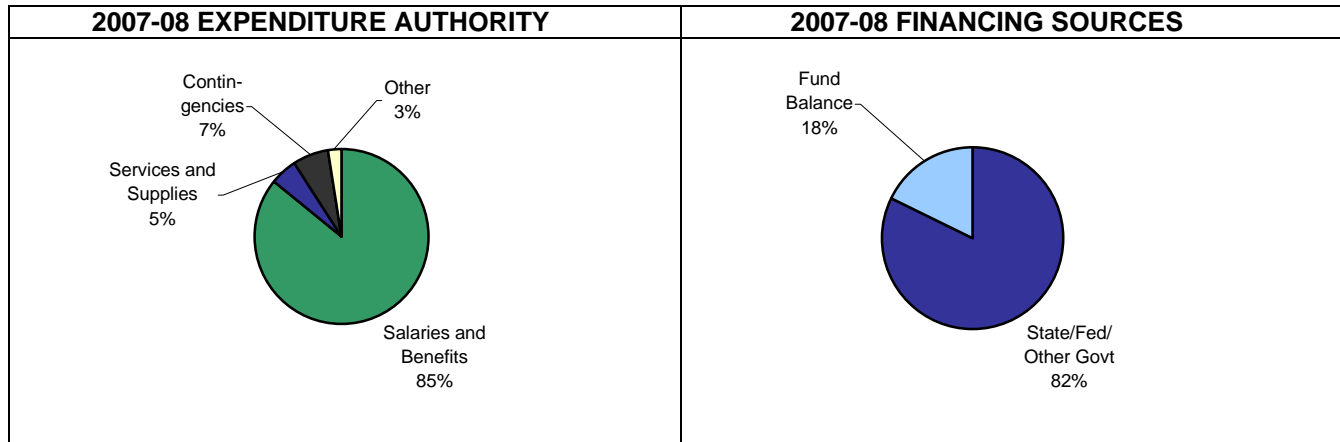 2007-08 EXPENDITURE AUTHORITY
Contin-
gencies
7%
Other
3%
Services and
Supplies
5%
Salaries and
Benefits
85%
2007-08 FINANCING SOURCES
Fund
Balance
18%
State/Fed/
Other Govt
82%